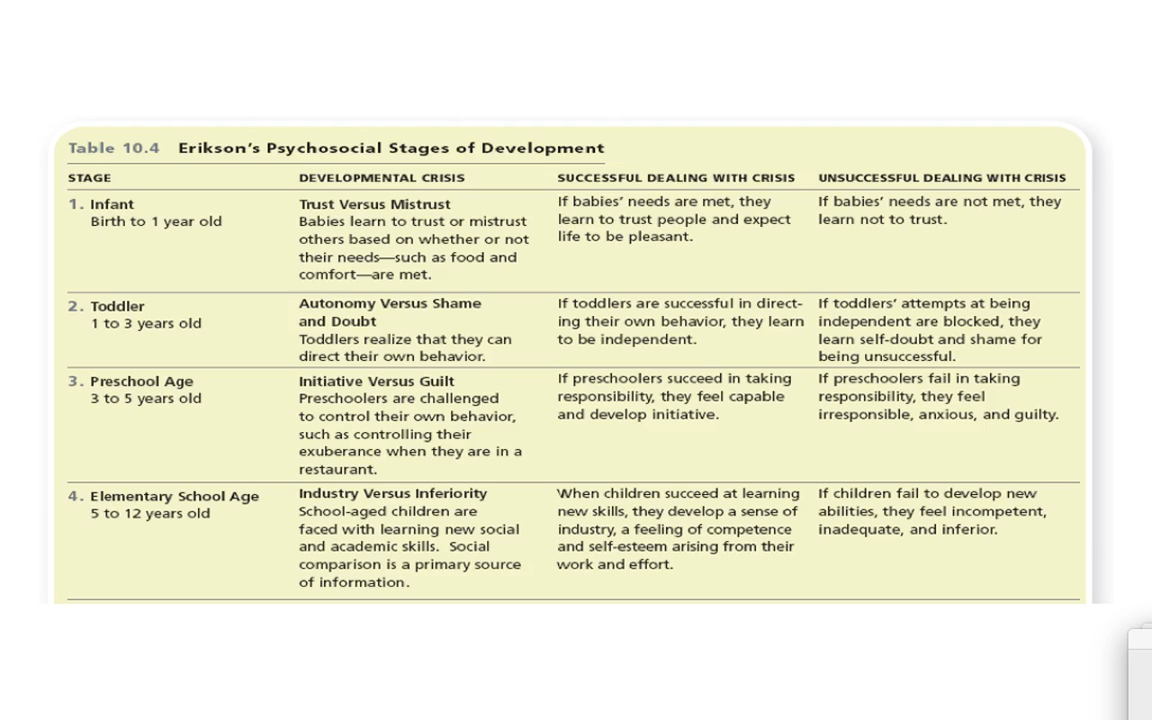 Table 10.4 Erikson's Psychosocial Stages of Development
STAGE DEVELOPMENTAL CRISIS SUCCESSFUL DEALING WITH CRISIS UNSUCCESSFUL DEALING WITH CRISIS
1. Infant
Birth to 1 year old
Trust Versus Mistrust
Babies learn to trust or mistrust
others based on whether or not
their needs—such as food and
comfort—are met.
If babies' needs are met, they
learn to trust people and expect
life to be pleasant.
If babies' needs are not met, they
learn not to trust.
2. Toddler
1 to 3 years old
Autonomy Versus Shame
and Doubt
Toddlers realize that they can
direct their own behavior.
If toddlers are successful in direct-
ing their own behavior, they learn
to be independent.
If toddlers' attempts at being
independent are blocked, they
learn self-doubt and shame for
being unsuccessful.
3. Preschool Age
3 to 5 years old
Initiative Versus Guilt
Preschoolers are challenged
to control their own behavior,
such as controlling their
exuberance when they are in a
restaurant.
If preschoolers succeed in taking
responsibility, they feel capable
and develop initiative.
If preschoolers fail in taking
responsibility, they feel
irresponsible, anxious, and guilty.
4. Elementary School Age
5 to 12 years old
Industry Versus Inferiority
School-aged children are
faced with learning new social
and academic skills. Social
comparison is a primary source
of information.
When children succeed at learning
new skills, they develop a sense of
industry, a feeling of competence
and self-esteem arising from their
work and effort.
If children fail to develop new
abilities, they feel incompetent,
inadequate, and inferior.